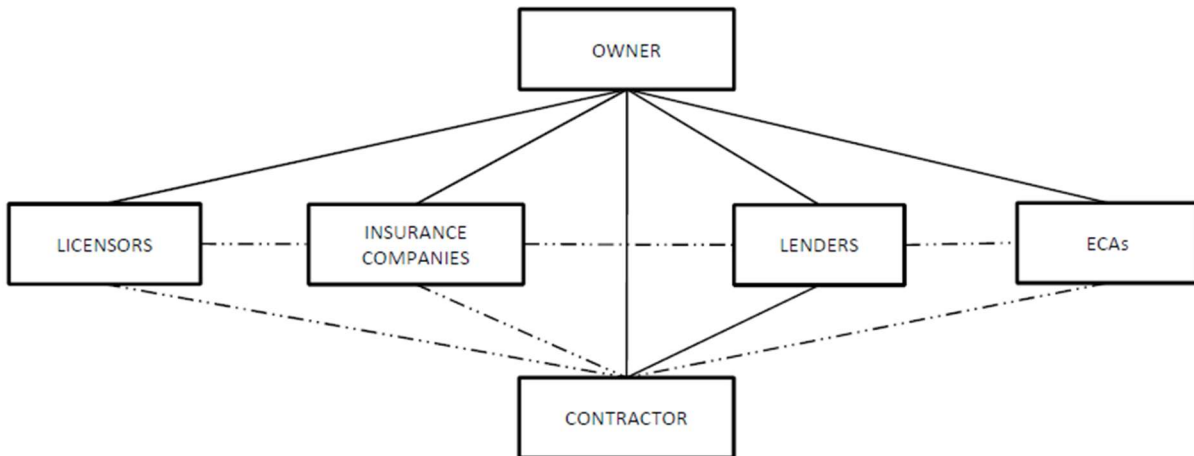 OWNER
LICENSORS
INSURANCE
COMPANIES
LENDERS
ECAs
CONTRACTOR